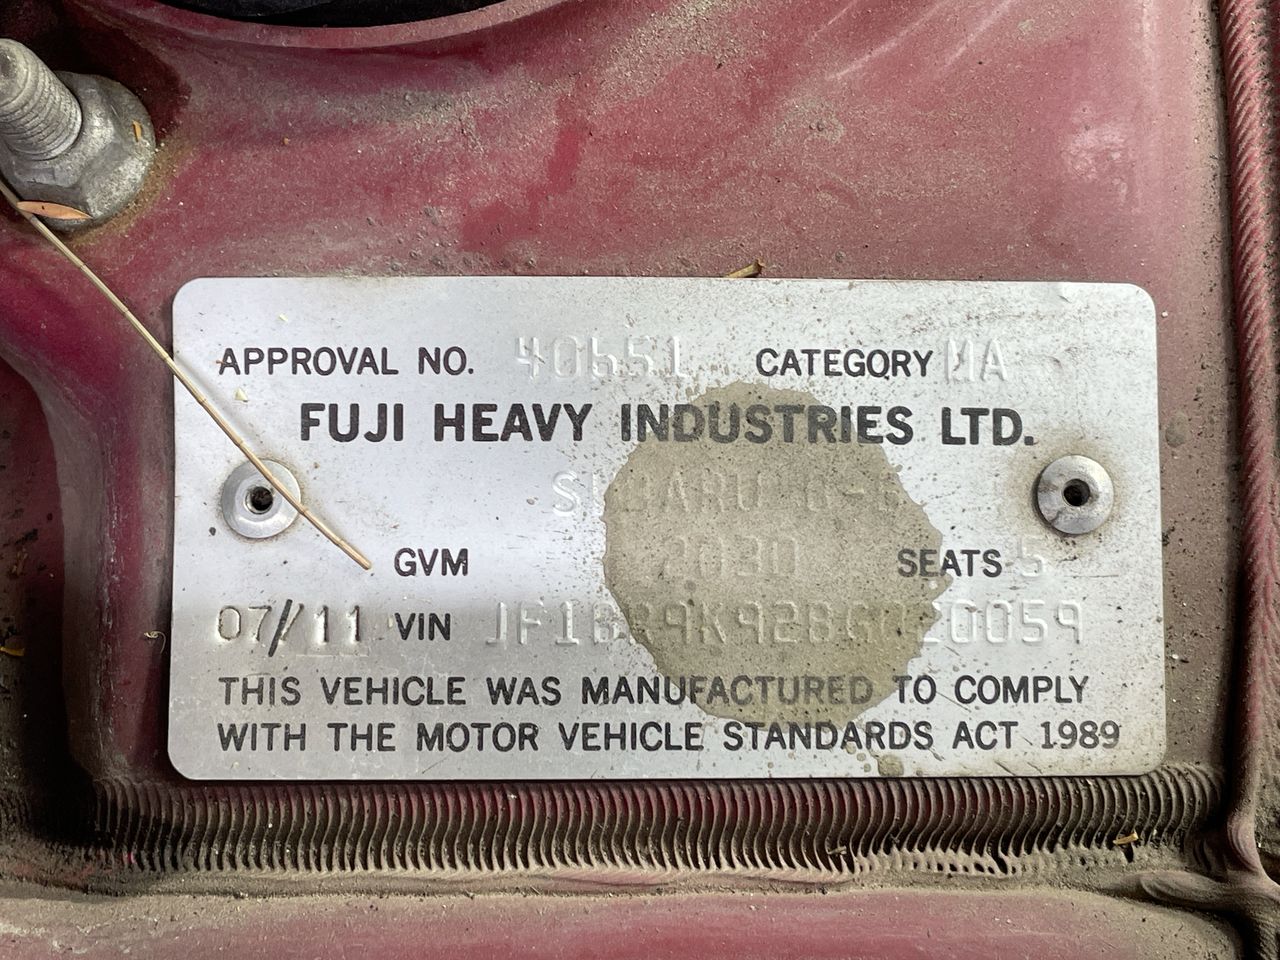 APPROVAL NO. 40651 CATEGORY MA
FUJI HEAVY INDUSTRIES LTD.
GVM 2030 SEATS 5
07/11 VIN
THIS VEHICLE WAS MANUFACTURED TO COMPLY
WITH THE MOTOR VEHICLE STANDARDS ACT 1989